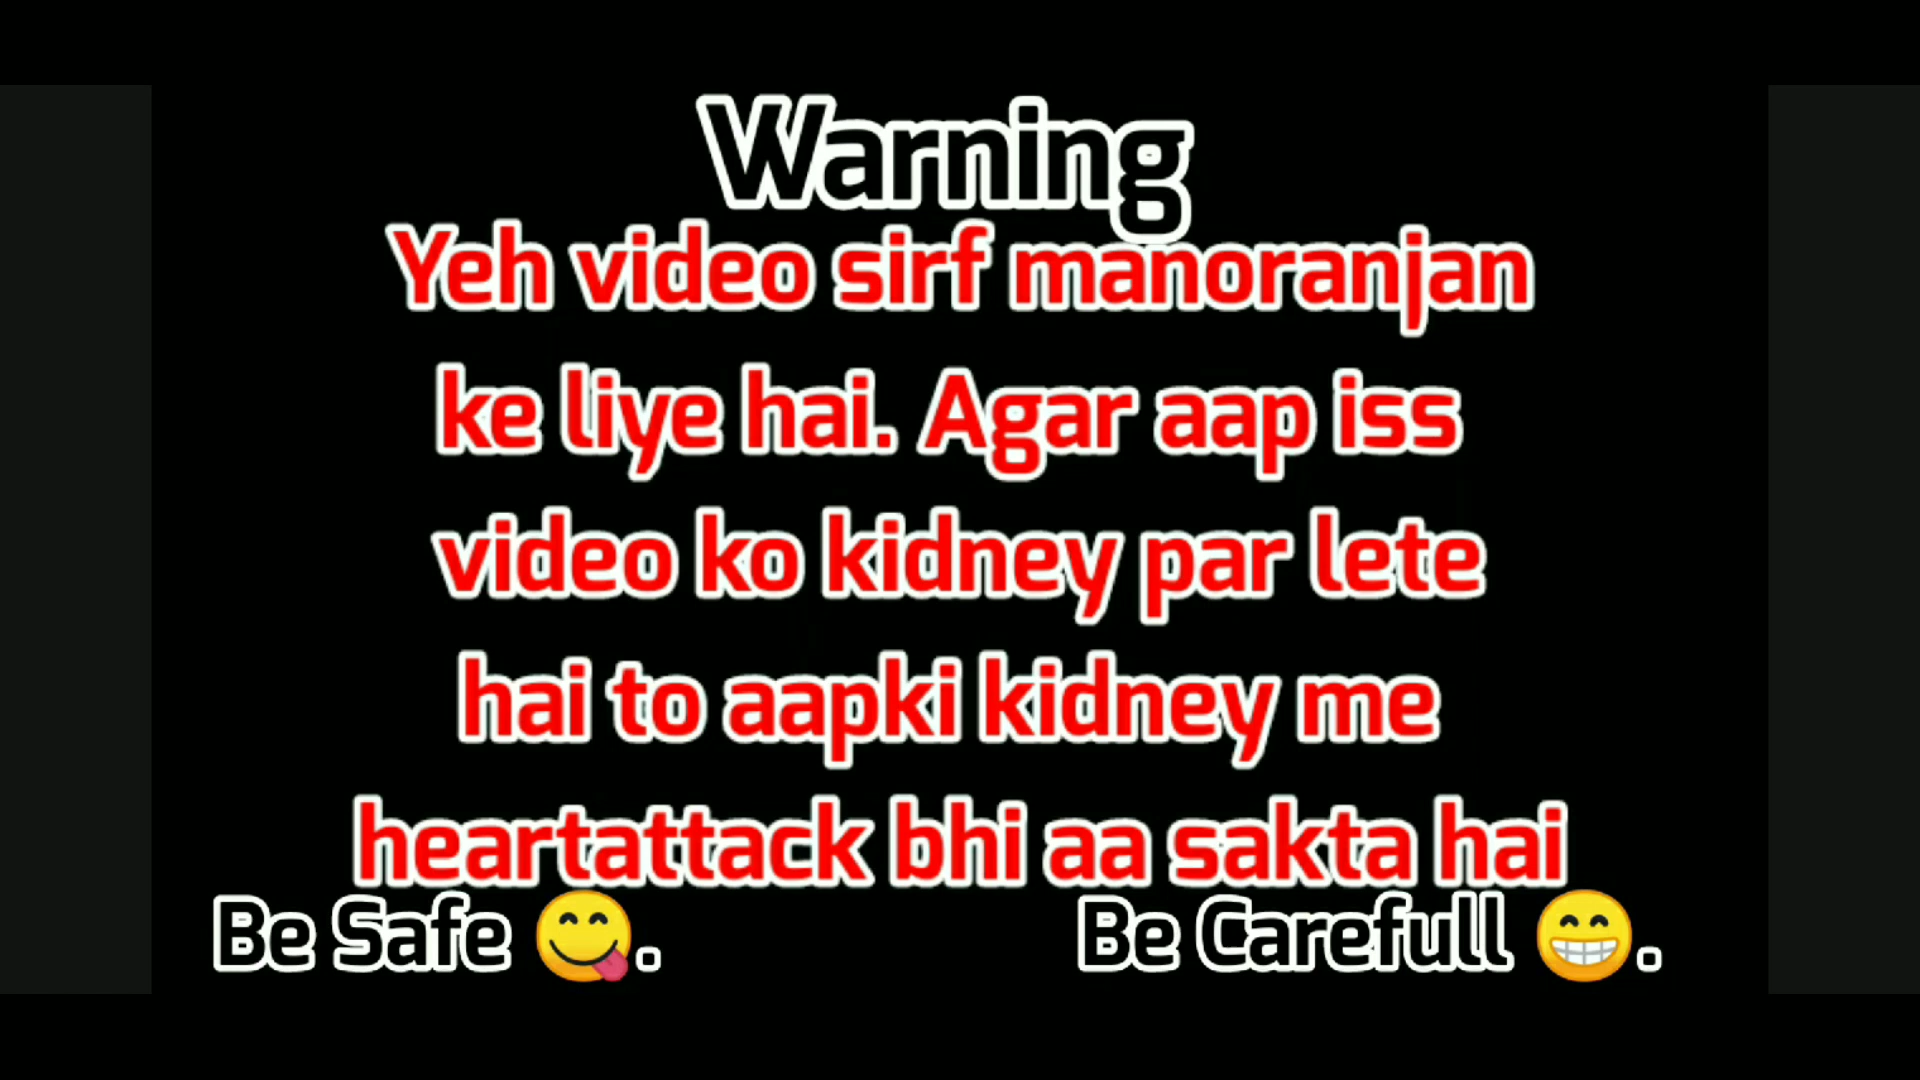 Warning
Yeh video sirf manoranjan
ke liye hai. Agar aap iss
video ko kidney par lete
hai to aapki kidney me
heartattack bhi aa sakta hai
Be Safe 😋. Be Carefull 😁.